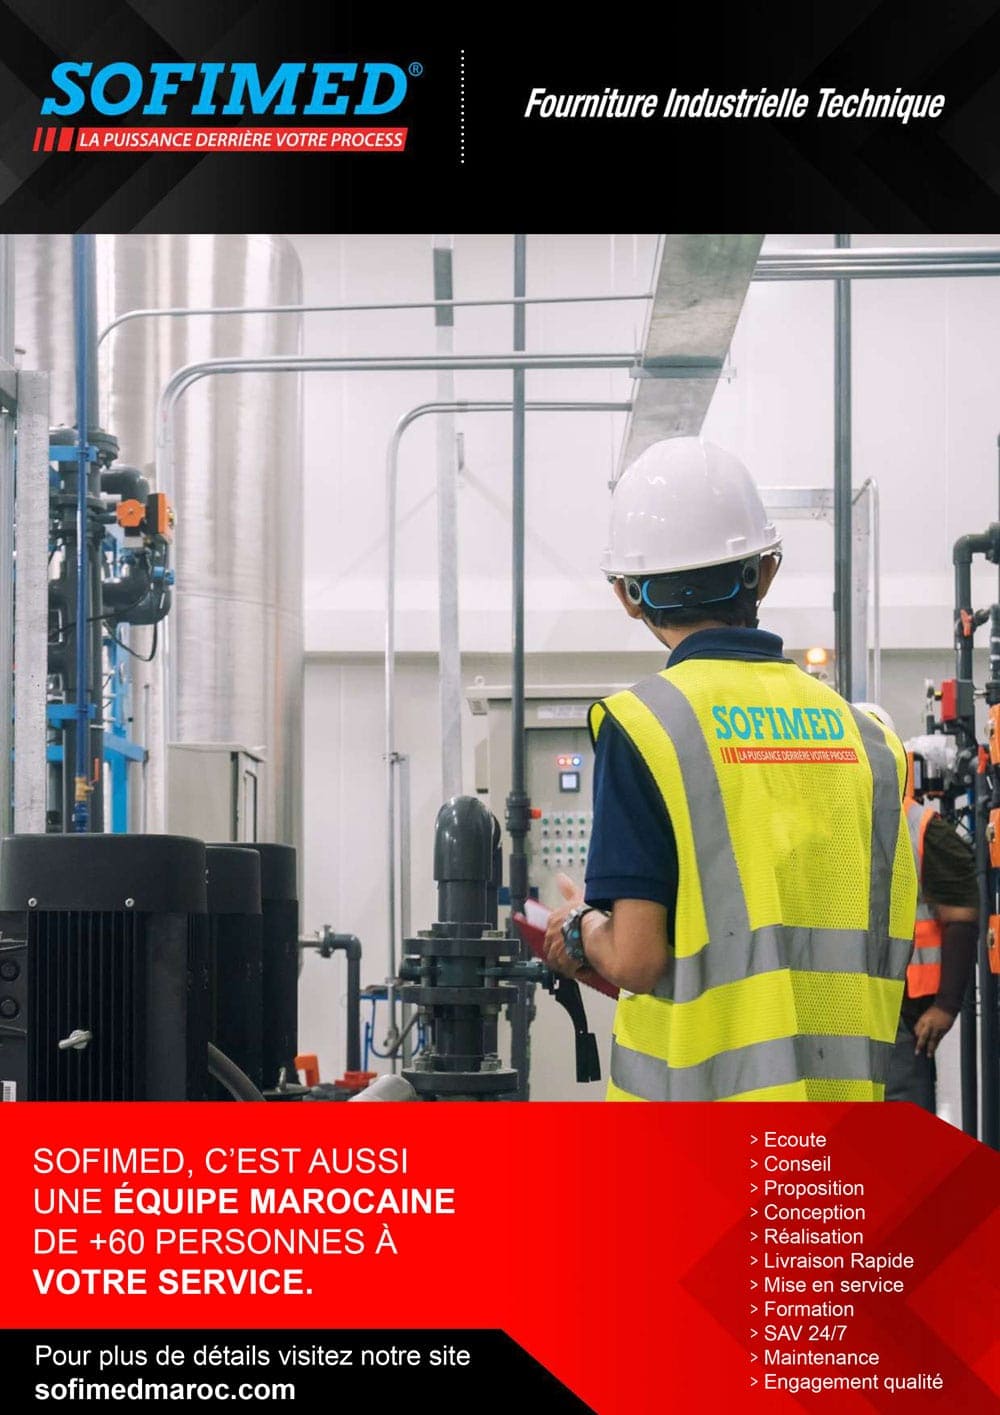 SOFIMED®
LA PUISSANCE DERRIÈRE VOTRE PROCESS
Fourniture Industrielle Technique
SOFIMED®
LA PUISSANCE DERRIÈRE VOTRE PROCESS
SOFIMED, C'EST AUSSI
UNE ÉQUIPE MAROCAINE
DE +60 PERSONNES À
VOTRE SERVICE.
> Ecoute
> Conseil
> Proposition
> Conception
> Réalisation
> Livraison Rapide
> Mise en service
> Formation
> SAV 24/7
> Maintenance
> Engagement qualité
Pour plus de détails visitez notre site
sofimedmaroc.com